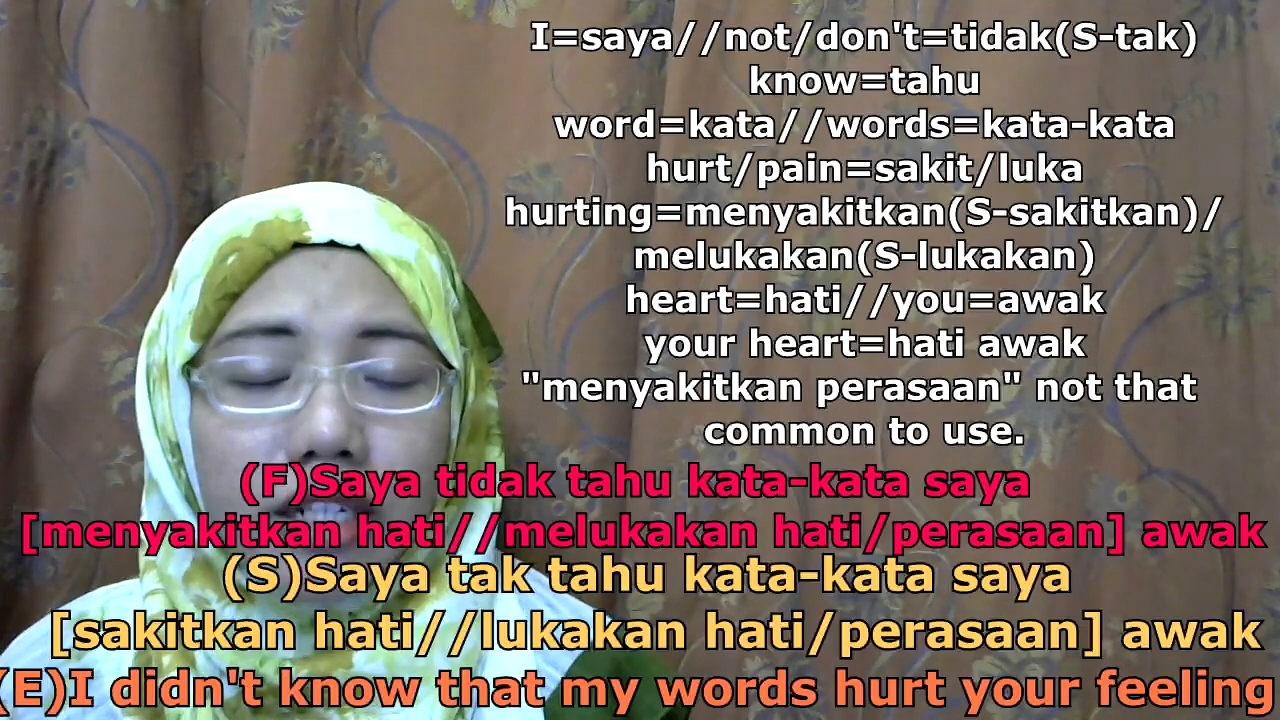 I=saya//not/don't=tidak(S-tak)
know=tahu
word=kata//words=kata-kata
hurt/pain=sakit/luka
hurting=menyakitkan(S-sakitkan)/
melukakan(S-lukakan)
heart=hati//you=awak
your heart=hati awak
"menyakitkan perasaan" not that
common to use.
(F)Saya tidak tahu kata-kata saya
[menyakitkan hati//melukakan hati/perasaan] awak
(S)Saya tak tahu kata-kata saya
[sakitkan hati//lukakan hati/perasaan] awak
(E)I didn't know that my words hurt your feeling